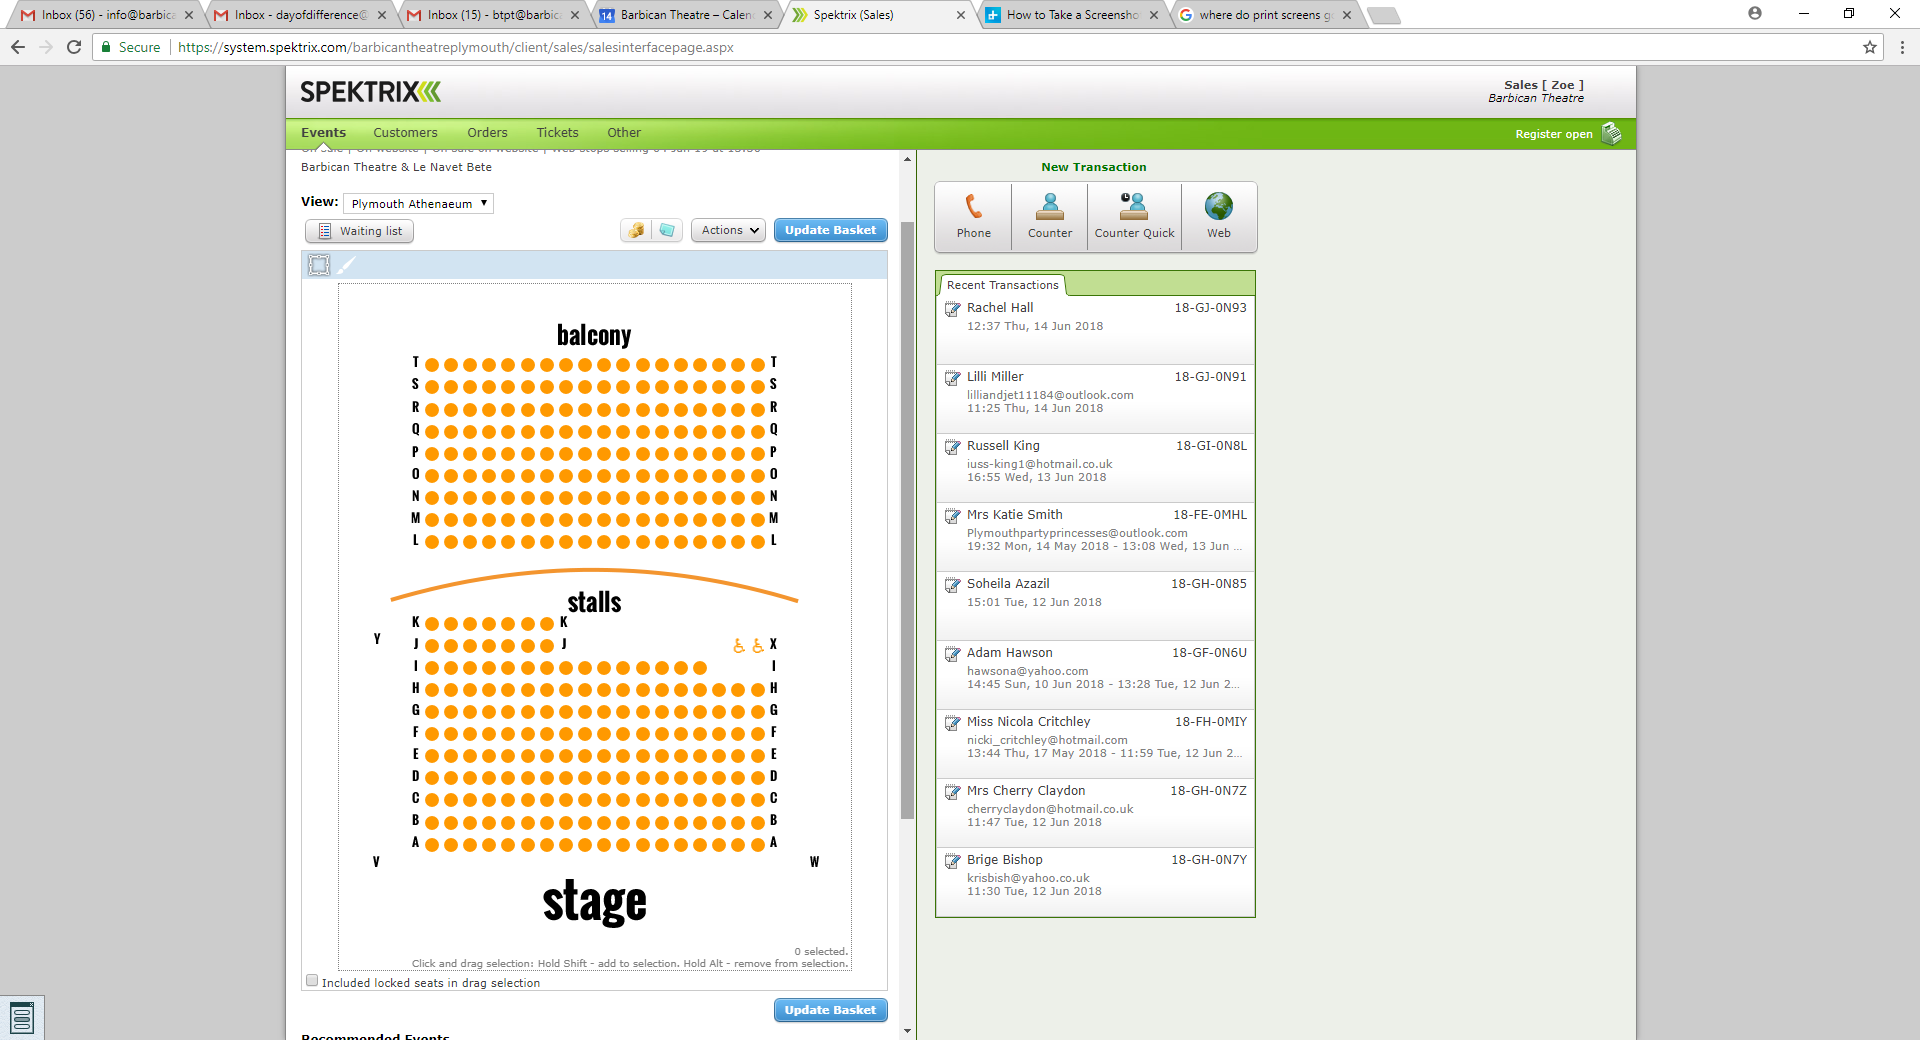 Inbox (56) - info@barbica
Inbox - dayofdifference@
Inbox (15) - btpt@barbic
14
Barbican Theatre – Calen
Spektrix (Sales)
How to Take a Screensho
where do print screens g
Secure
https://system.spektrix.com/barbicantheatreplymouth/client/sales/salesinterfacepage.aspx
SPEKTRIX
Sales [ Zoe ]
Barbican Theatre
Events
Customers
Orders
Tickets
Other
Register open
Barbican Theatre & Le Navet Bete
View:
Plymouth Athenaeum
Waiting list
Actions
Update Basket
balcony
T T
S S
R R
Q Q
P P
O O
N N
M M
L L
stalls
K K
Y
J J X
I I
H H
G G
F F
E E
D D
C C
B B
A A
V W
stage
0 selected.
Click and drag selection: Hold Shift - add to selection. Hold Alt - remove from selection.
Included locked seats in drag selection
Update Basket
Recommended Events
New Transaction
Phone
Counter
Counter Quick
Web
Recent Transactions
Rachel Hall 18-GJ-0N93
12:37 Thu, 14 Jun 2018
Lilli Miller 18-GJ-0N91
lilliandjet11184@outlook.com
11:25 Thu, 14 Jun 2018
Russell King 18-GI-0N8L
iuss-king1@hotmail.co.uk
16:55 Wed, 13 Jun 2018
Mrs Katie Smith 18-FE-0MHL
Plymouthpartyprincesses@outlook.com
19:32 Mon, 14 May 2018 - 13:08 Wed, 13 Jun ...
Soheila Azazil 18-GH-0N85
15:01 Tue, 12 Jun 2018
Adam Hawson 18-GF-0N6U
hawsona@yahoo.com
14:45 Sun, 10 Jun 2018 - 13:28 Tue, 12 Jun 2...
Miss Nicola Critchley 18-FH-0MIY
nicki_critchley@hotmail.com
13:44 Thu, 17 May 2018 - 11:59 Tue, 12 Jun 2...
Mrs Cherry Claydon 18-GH-0N7Z
cherryclaydon@hotmail.co.uk
11:47 Tue, 12 Jun 2018
Brige Bishop 18-GH-0N7Y
krisbish@yahoo.co.uk
11:30 Tue, 12 Jun 2018